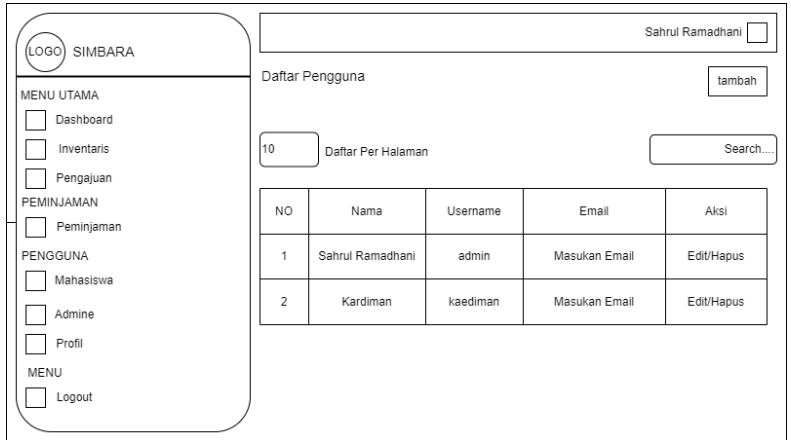 LOGO SIMBARA
MENU UTAMA
Dashboard
Inventaris
Pengajuan
PEMINJAMAN
Peminjaman
PENGGUNA
Mahasiswa
Admine
Profil
MENU
Logout
Sahrul Ramadhani
Daftar Pengguna tambah
10 Daftar Per Halaman Search....
NO Nama Username Email Aksi
1 Sahrul Ramadhani admin Masukan Email Edit/Hapus
2 Kardiman kaediman Masukan Email Edit/Hapus